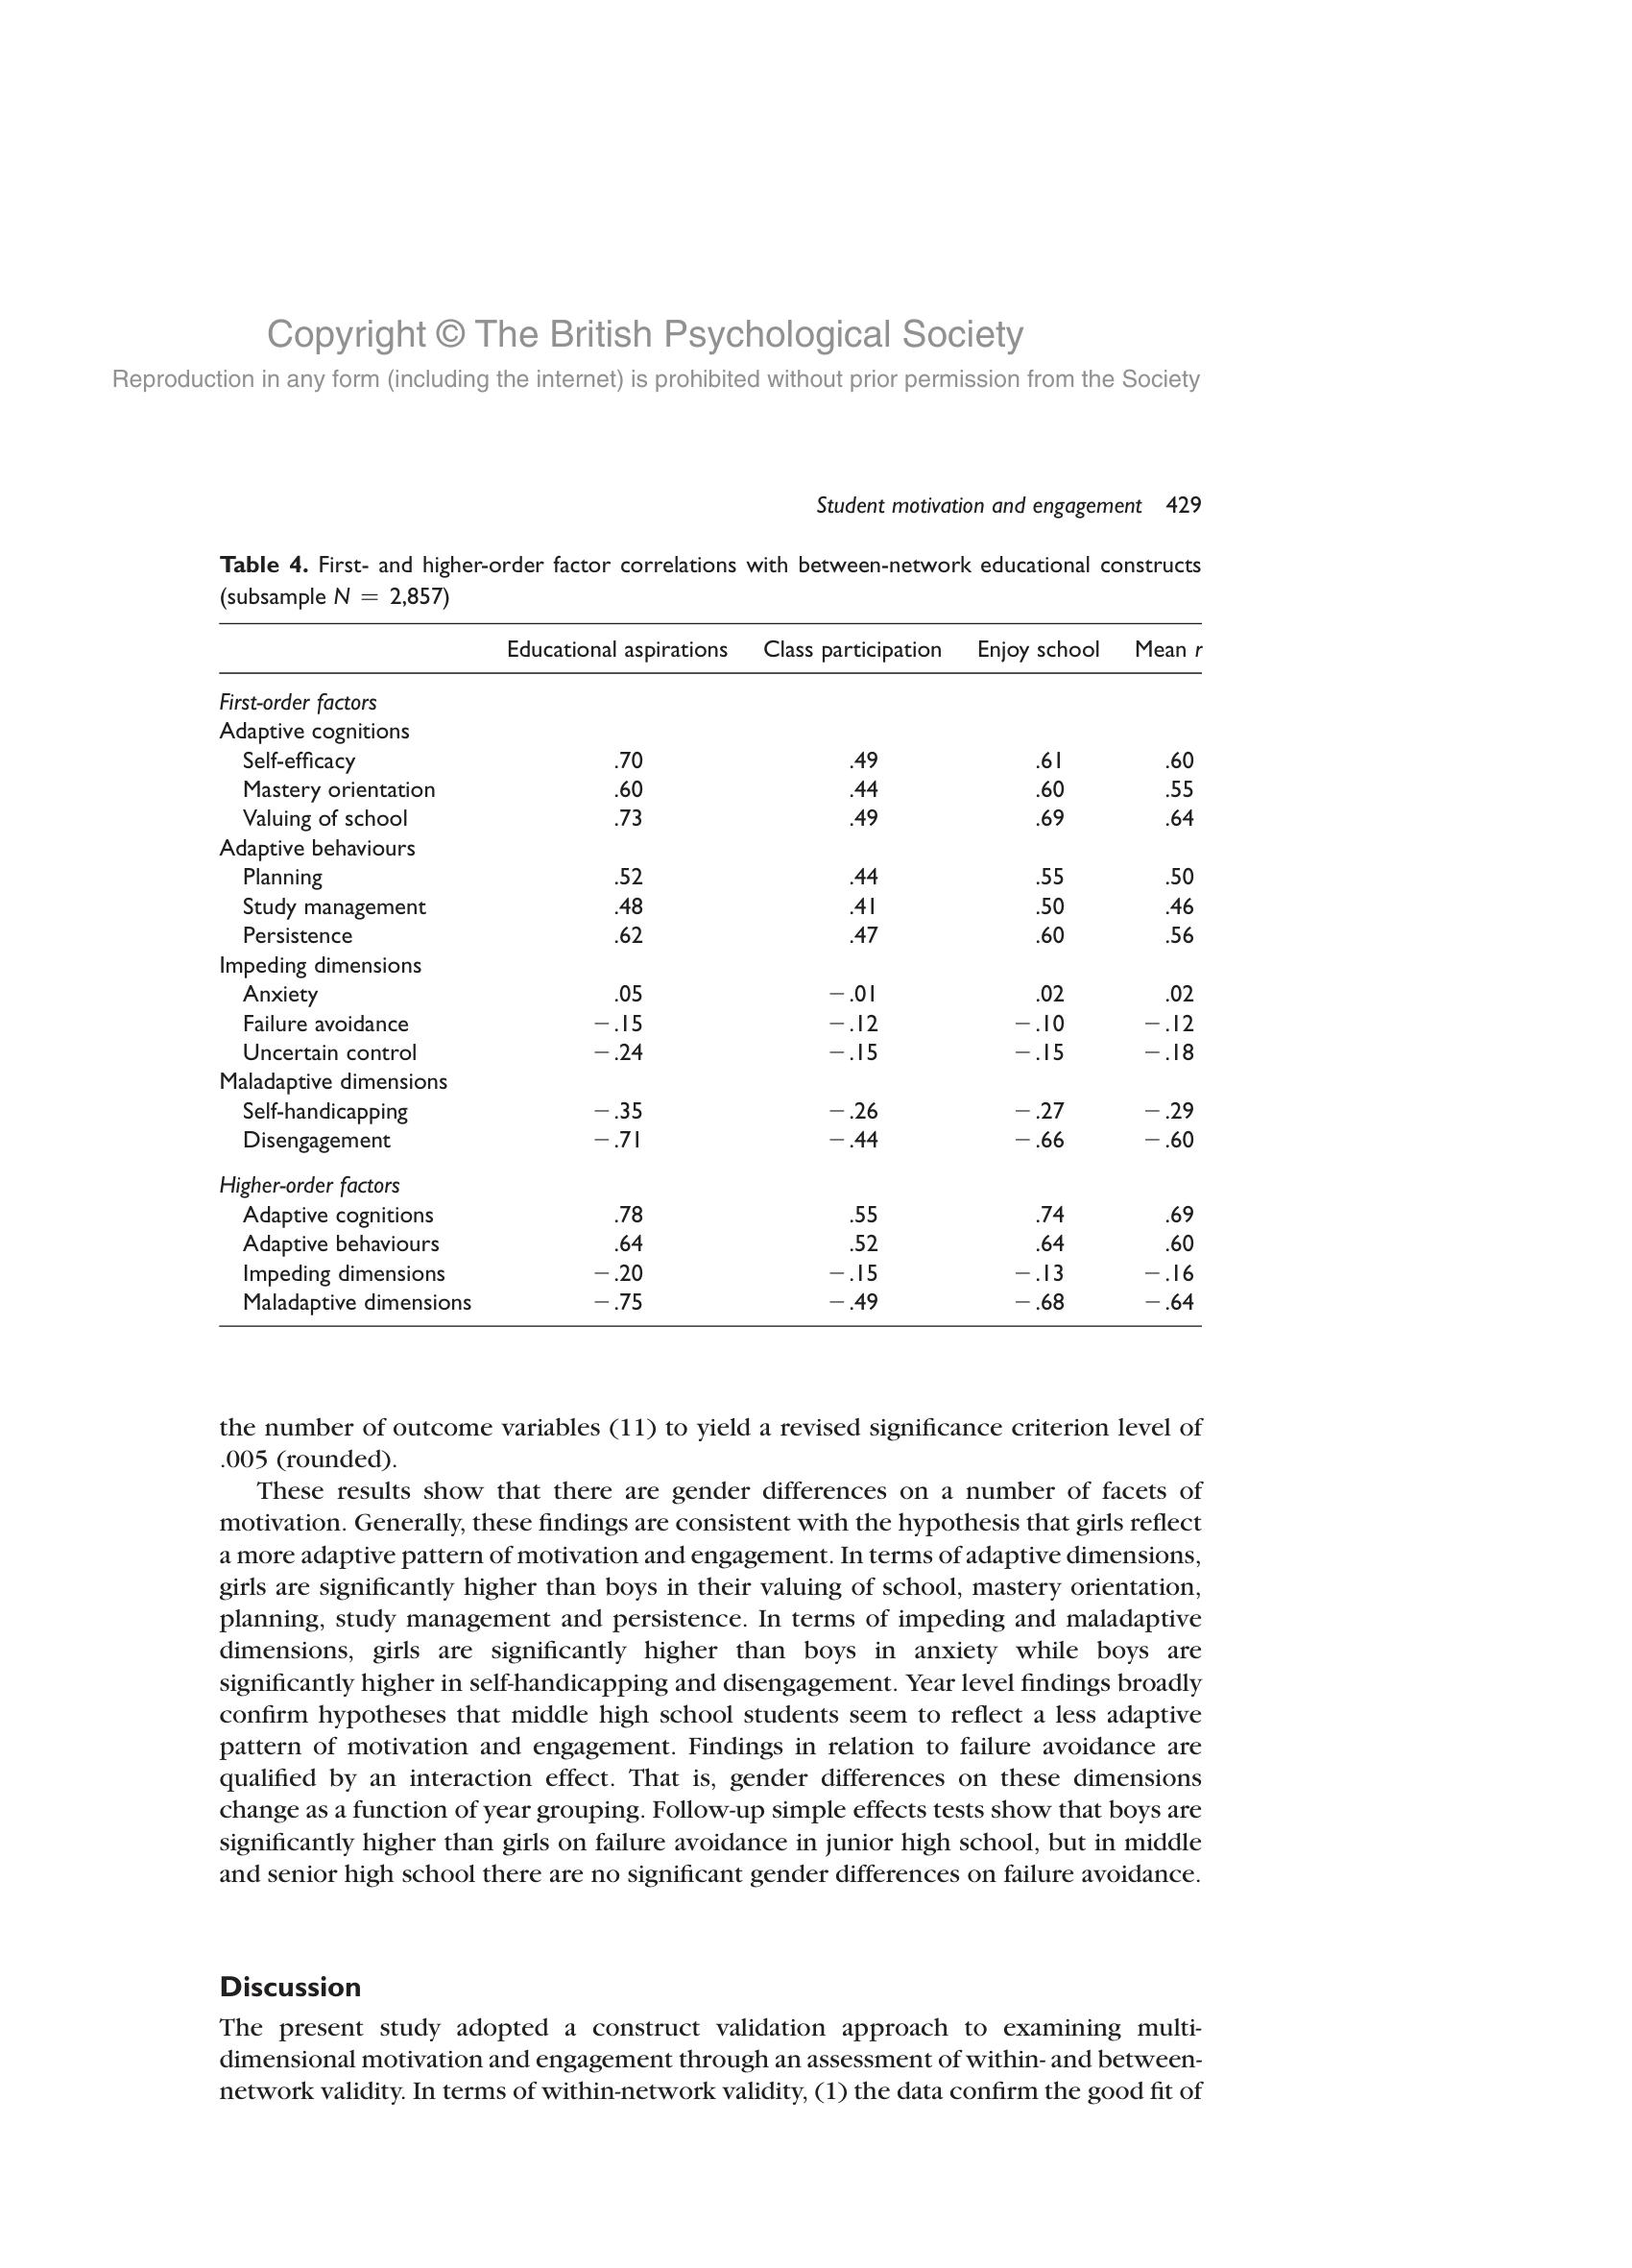 Copyright © The British Psychological Society
Reproduction in any form (including the internet) is prohibited without prior permission from the Society
Student motivation and engagement 429
Table 4. First- and higher-order factor correlations with between-network educational constructs
(subsample N = 2,857)
Educational aspirations Class participation Enjoy school Mean r
First-order factors
Adaptive cognitions
Self-efficacy .70 .49 .61 .60
Mastery orientation .60 .44 .60 .55
Valuing of school .73 .49 .69 .64
Adaptive behaviours
Planning .52 .44 .55 .50
Study management .48 .41 .50 .46
Persistence .62 .47 .60 .56
Impeding dimensions
Anxiety .05 −.01 .02 .02
Failure avoidance −.15 −.12 −.10 −.12
Uncertain control −.24 −.15 −.15 −.18
Maladaptive dimensions
Self-handicapping −.35 −.26 −.27 −.29
Disengagement −.71 −.44 −.66 −.60
Higher-order factors
Adaptive cognitions .78 .55 .74 .69
Adaptive behaviours .64 .52 .64 .60
Impeding dimensions −.20 −.15 −.13 −.16
Maladaptive dimensions −.75 −.49 −.68 −.64
the number of outcome variables (11) to yield a revised significance criterion level of
.005 (rounded).
These results show that there are gender differences on a number of facets of
motivation. Generally, these findings are consistent with the hypothesis that girls reflect
a more adaptive pattern of motivation and engagement. In terms of adaptive dimensions,
girls are significantly higher than boys in their valuing of school, mastery orientation,
planning, study management and persistence. In terms of impeding and maladaptive
dimensions, girls are significantly higher than boys in anxiety while boys are
significantly higher in self-handicapping and disengagement. Year level findings broadly
confirm hypotheses that middle high school students seem to reflect a less adaptive
pattern of motivation and engagement. Findings in relation to failure avoidance are
qualified by an interaction effect. That is, gender differences on these dimensions
change as a function of year grouping. Follow-up simple effects tests show that boys are
significantly higher than girls on failure avoidance in junior high school, but in middle
and senior high school there are no significant gender differences on failure avoidance.
Discussion
The present study adopted a construct validation approach to examining multi-
dimensional motivation and engagement through an assessment of within- and between-
network validity. In terms of within-network validity, (1) the data confirm the good fit of